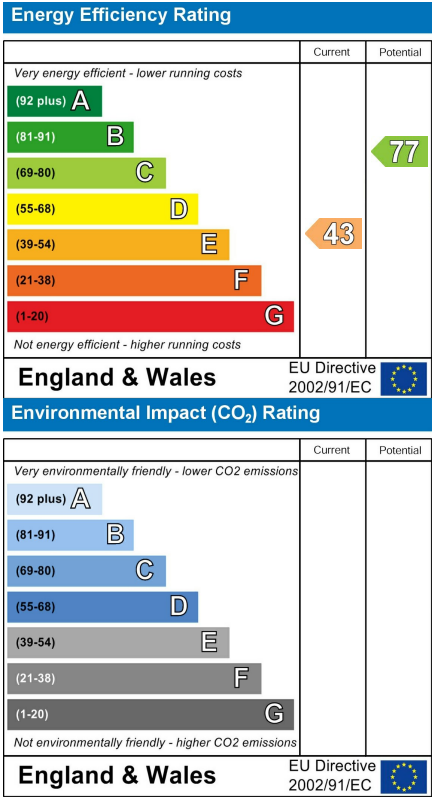 Energy Efficiency Rating
Current Potential
Very energy efficient - lower running costs
(92 plus) A
(81-91) B
(69-80) C
(55-68) D
(39-54) E
(21-38) F
(1-20) G
77
43
Not energy efficient - higher running costs
England & Wales
EU Directive
2002/91/EC
Environmental Impact (CO₂) Rating
Current Potential
Very environmentally friendly - lower CO2 emissions
(92 plus) A
(81-91) B
(69-80) C
(55-68) D
(39-54) E
(21-38) F
(1-20) G
Not environmentally friendly - higher CO2 emissions
England & Wales
EU Directive
2002/91/EC